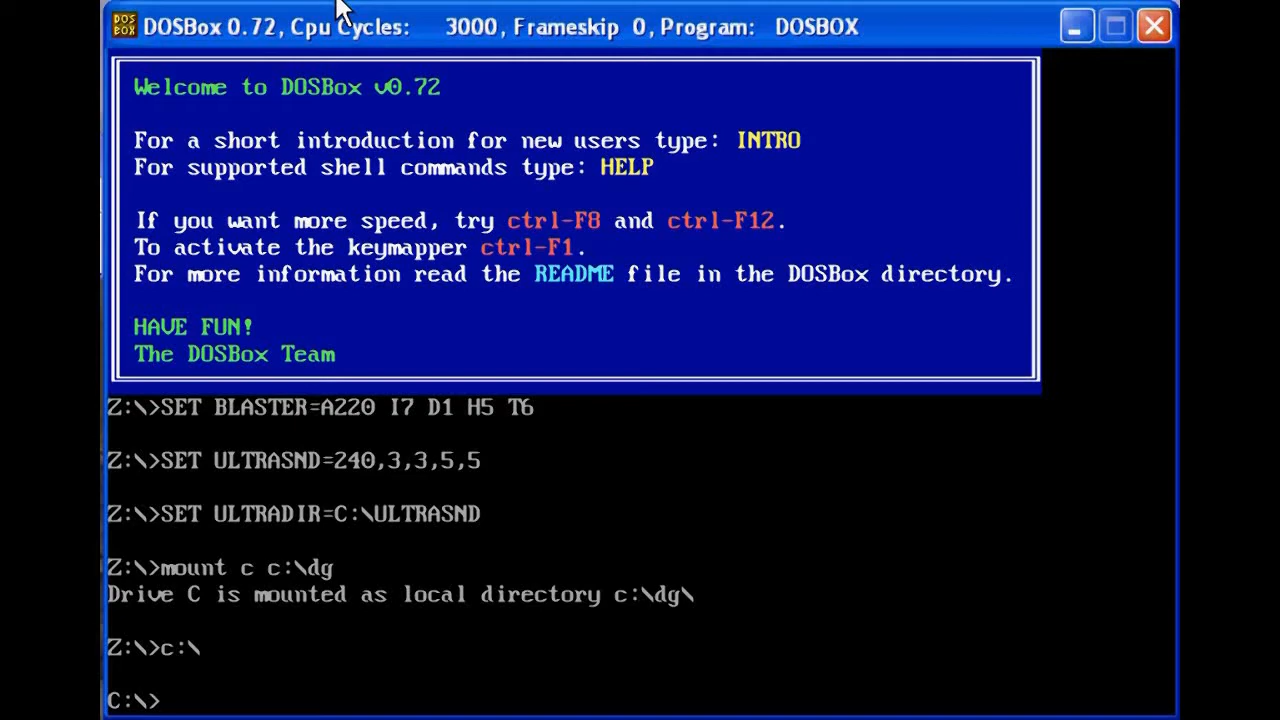 DOS BOX DOSBox 0.72, Cpu Cycles: 3000, Frameskip 0, Program: DOSBOX
Welcome to DOSBox v0.72
For a short introduction for new users type: INTRO
For supported shell commands type: HELP
If you want more speed, try ctrl-F8 and ctrl-F12.
To activate the keymapper ctrl-F1.
For more information read the README file in the DOSBox directory.
HAVE FUN!
The DOSBox Team
Z:\>SET BLASTER=A220 I7 D1 H5 T6
Z:\>SET ULTRASND=240,3,3,5,5
Z:\>SET ULTRADIR=C:\ULTRASND
Z:\>mount c c:\dg
Drive C is mounted as local directory c:\dg\
Z:\>c:\
C:\>